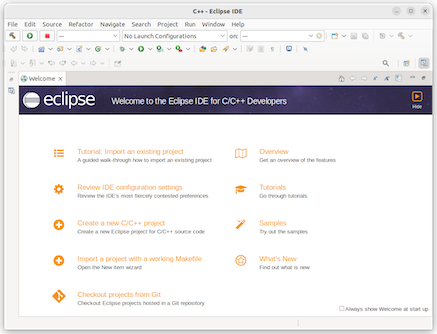 C++ - Eclipse IDE
File Edit Source Refactor Navigate Search Project Run Window Help
--- No Launch Configurations on: ---
Welcome
eclipse Welcome to the Eclipse IDE for C/C++ Developers
Hide
Tutorial: Import an existing project
A guided walk-through how to import an existing project
Overview
Get an overview of the features
Review IDE configuration settings
Review the IDE's most fiercely contested preferences
Tutorials
Go through tutorials
Create a new C/C++ project
Create a new Eclipse project for C/C++ source code
Samples
Try out the samples
Import a project with a working Makefile
Open the New item wizard
What's New
Find out what is new
Checkout projects from Git
Checkout Eclipse projects hosted in a Git repository
Always show Welcome at start up